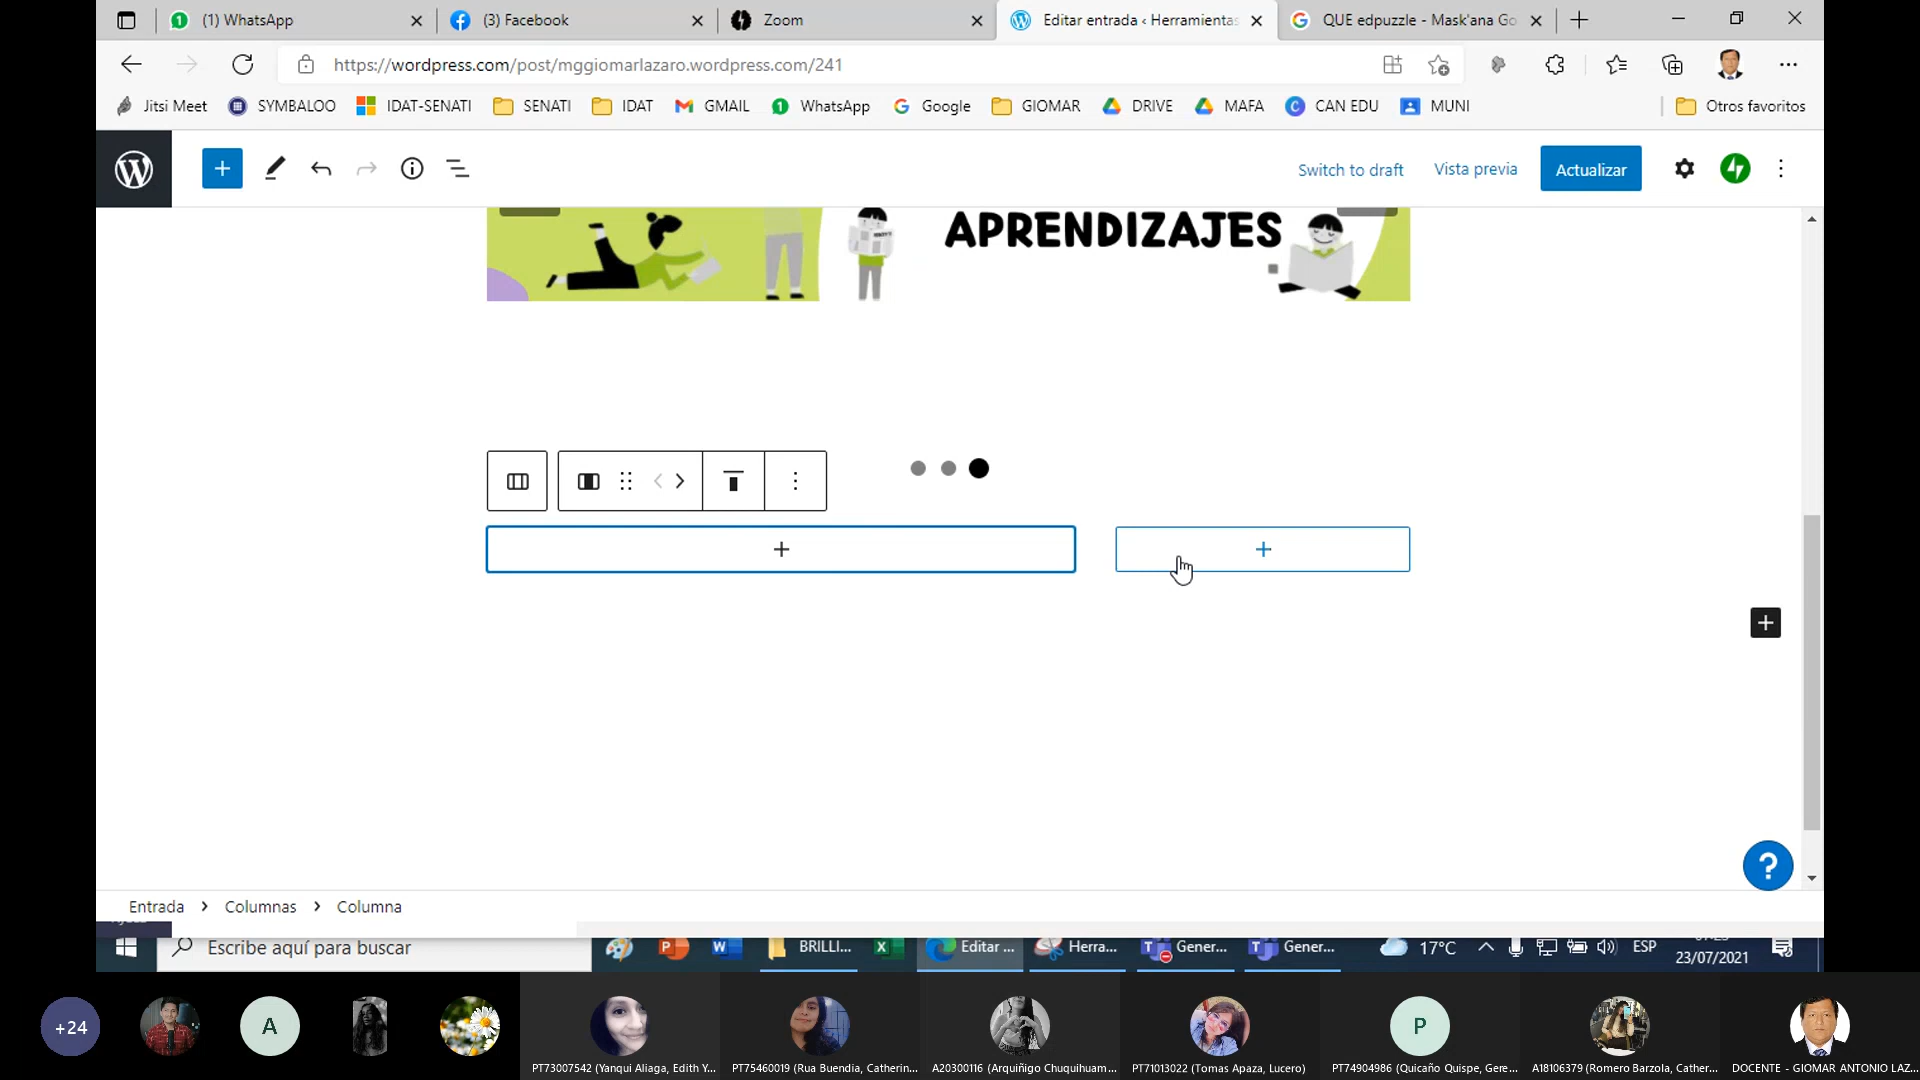 (1) WhatsApp
(3) Facebook
Zoom
Editar entrada ‹ Herramientas
QUE edpuzzle - Mask'ana Go
https://wordpress.com/post/mggiomarlazaro.wordpress.com/241
Jitsi Meet
SYMBALOO
IDAT-SENATI
SENATI
IDAT
GMAIL
WhatsApp
Google
GIOMAR
DRIVE
MAFA
CAN EDU
MUNI
Otros favoritos
Switch to draft
Vista previa
Actualizar
APRENDIZAJES
Entrada
Columnas
Columna
Escribe aquí para buscar
BRILLI...
Editar ...
Herra...
Gener...
Gener...
17°C
ESP
23/07/2021
+24
A
P
PT73007542 (Yanqui Aliaga, Edith Y...
PT75460019 (Rua Buendia, Catherin...
A20300116 (Arquiñigo Chuquihuam...
PT71013022 (Tomas Apaza, Lucero)
PT74904986 (Quicaño Quispe, Gere...
A18106379 (Romero Barzola, Cather...
DOCENTE - GIOMAR ANTONIO LAZ...